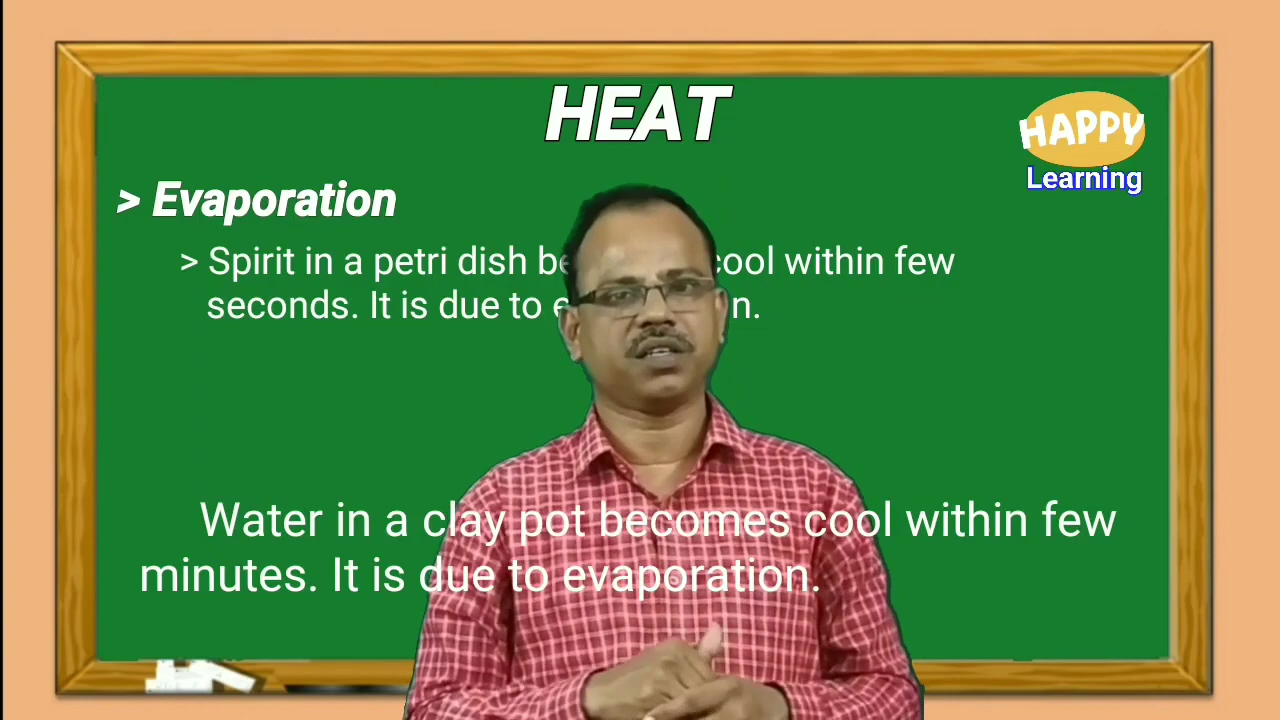 HEAT
HAPPY
Learning
> Evaporation
> Spirit in a petri dish cool within few
seconds. It is due to
Water in a clay pot becomes cool within few
minutes. It is due to evaporation.